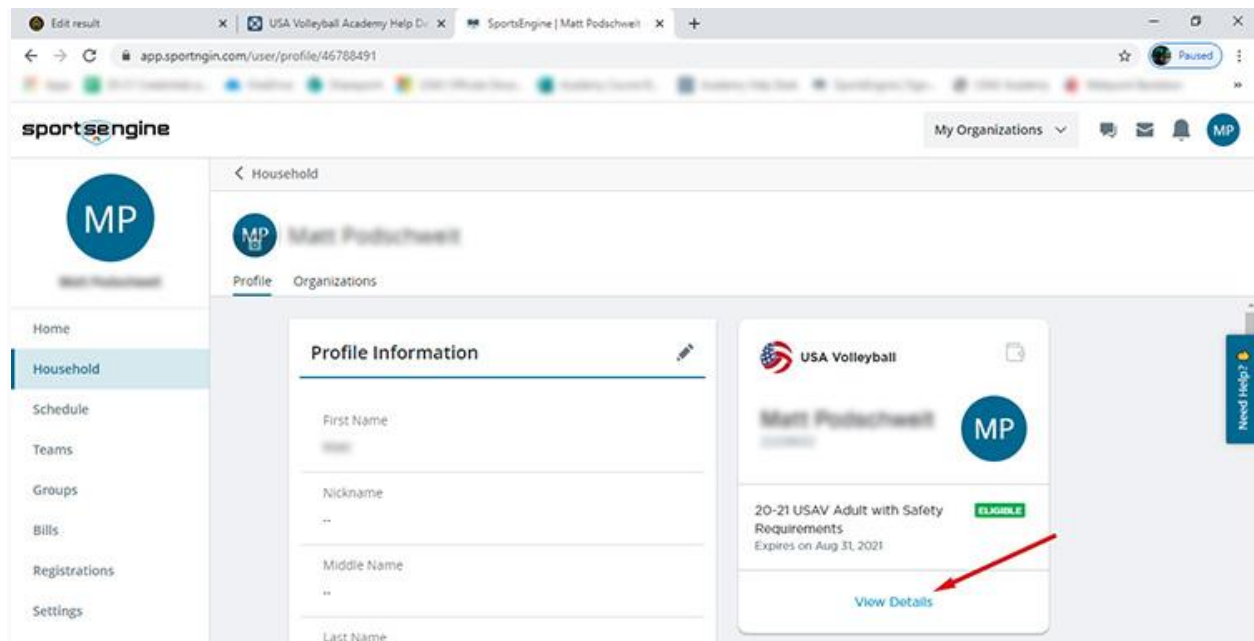 Edit result
USA Volleyball Academy Help De
SportsEngine | Matt Podschweit
app.sportngin.com/user/profile/46788491
Paused
sportsengine
My Organizations
MP
MP
Household
MP
Profile Organizations
Home
Household
Schedule
Teams
Groups
Bills
Registrations
Settings
Profile Information
First Name
Nickname
--
Middle Name
--
Last Name
USA Volleyball
MP
20-21 USAV Adult with Safety
Requirements
ELIGIBLE
Expires on Aug 31, 2021
View Details
Need Help?